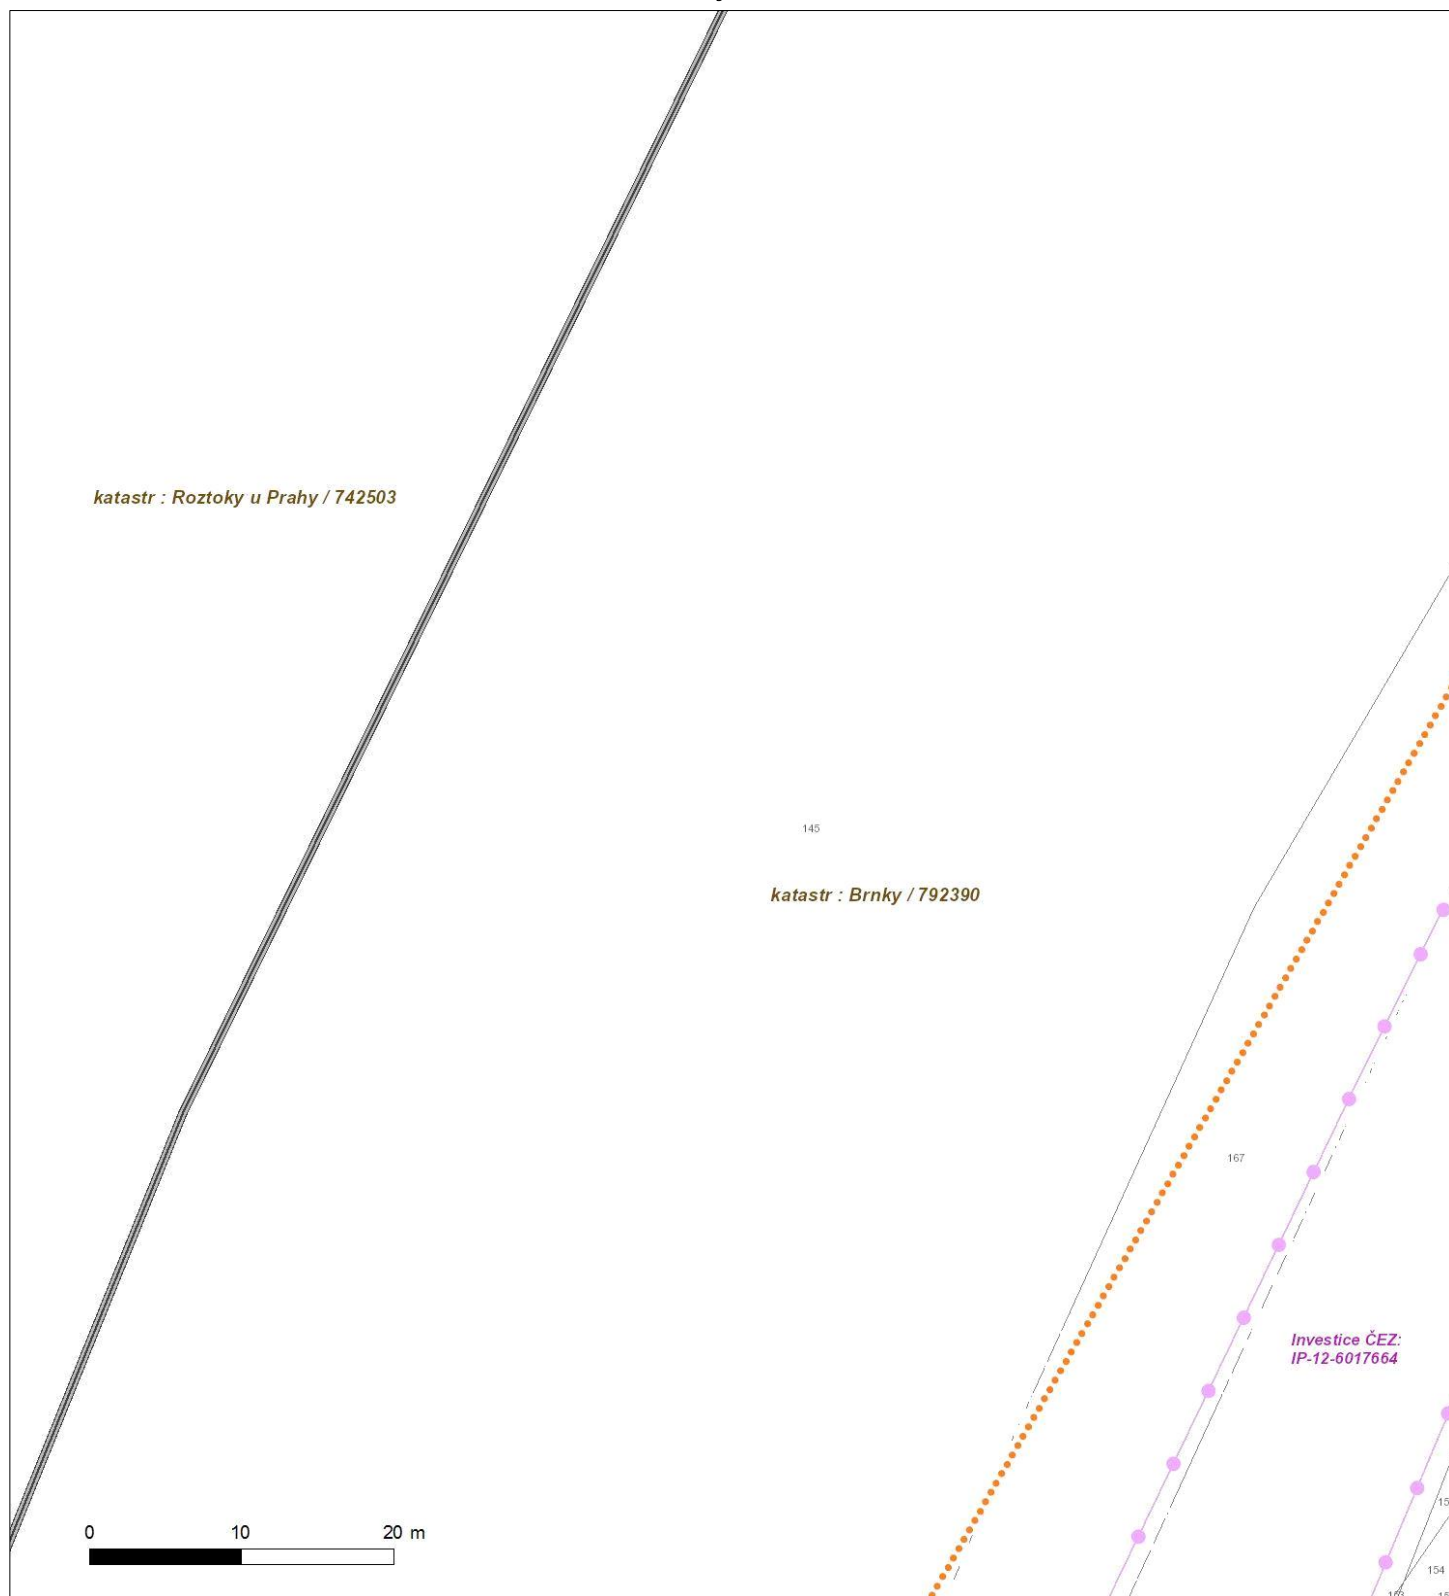 katastr : Roztoky u Prahy / 742503
145
katastr : Brnky / 792390
167
Investice ČEZ:
IP-12-6017664
154
0 10 20 m